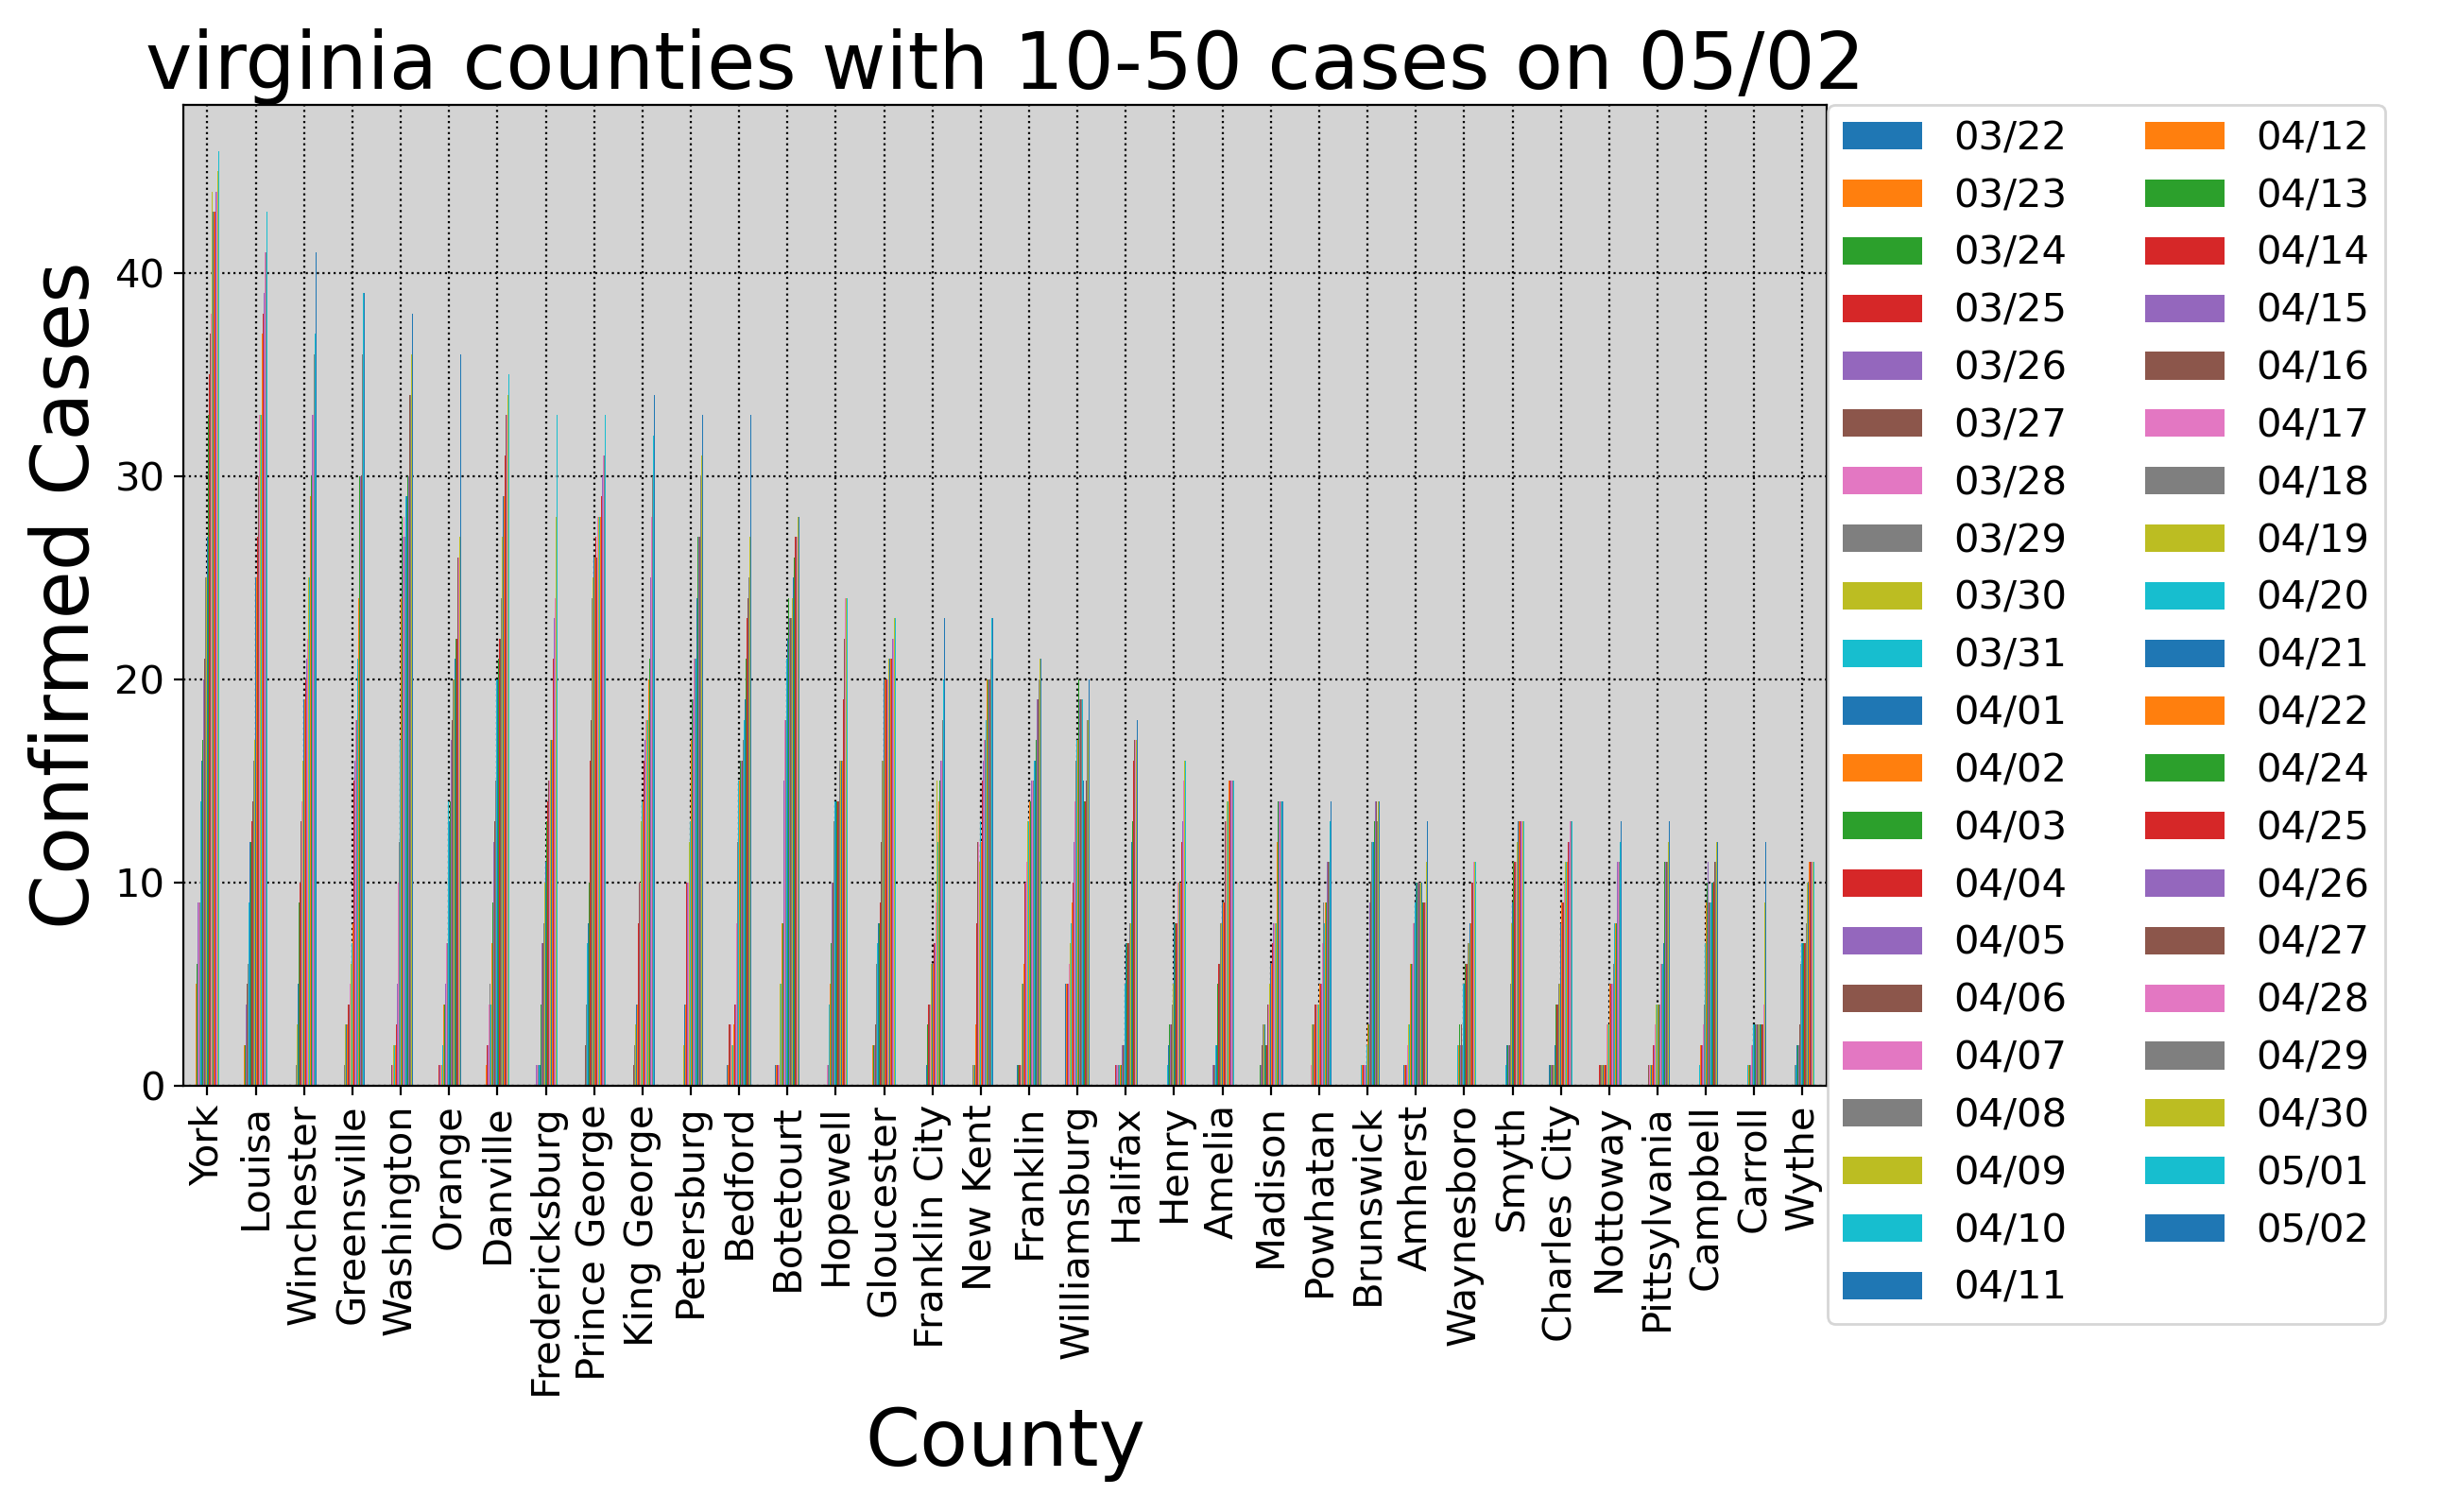 virginia counties with 10-50 cases on 05/02
Confirmed Cases
40
30
20
10
0
York
Louisa
Winchester
Greensville
Washington
Orange
Danville
Fredericksburg
Prince George
King George
Petersburg
Bedford
Botetourt
Hopewell
Gloucester
Franklin City
New Kent
Franklin
Williamsburg
Halifax
Henry
Amelia
Madison
Powhatan
Brunswick
Amherst
Waynesboro
Smyth
Charles City
Nottoway
Pittsylvania
Campbell
Carroll
Wythe
County
03/22
03/23
03/24
03/25
03/26
03/27
03/28
03/29
03/30
03/31
04/01
04/02
04/03
04/04
04/05
04/06
04/07
04/08
04/09
04/10
04/11
04/12
04/13
04/14
04/15
04/16
04/17
04/18
04/19
04/20
04/21
04/22
04/24
04/25
04/26
04/27
04/28
04/29
04/30
05/01
05/02